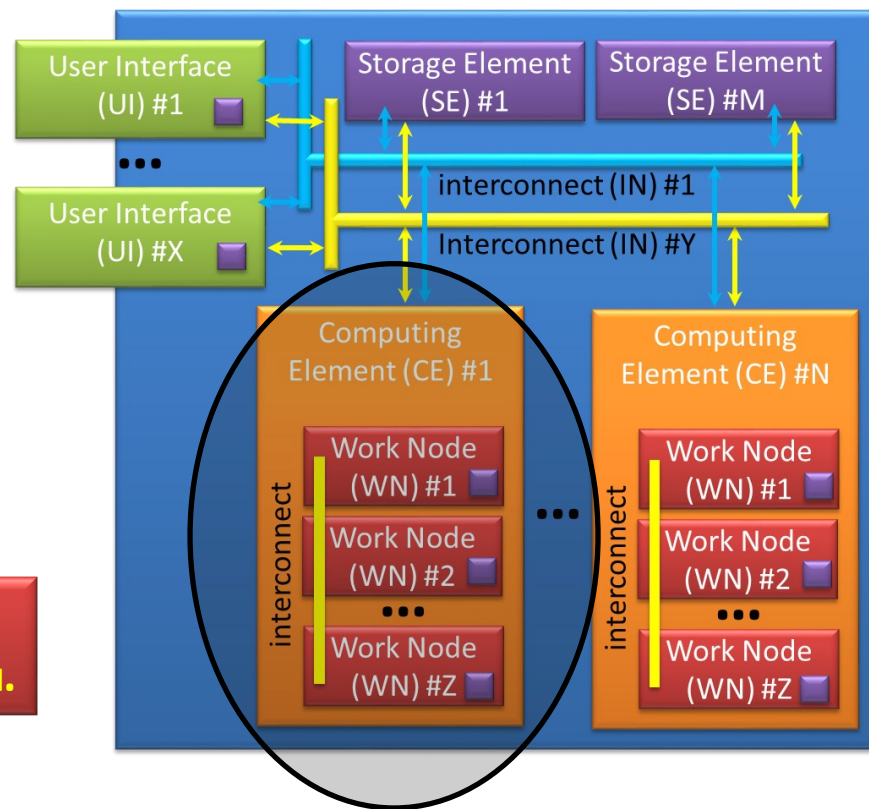 User Interface
(UI) #1
...
User Interface
(UI) #X
Storage Element
(SE) #1
Storage Element
(SE) #M
interconnect (IN) #1
Interconnect (IN) #Y
Computing
Element (CE) #1
interconnect
Work Node
(WN) #1
Work Node
(WN) #2
...
Work Node
(WN) #Z
...
Computing
Element (CE) #N
interconnect
Work Node
(WN) #1
Work Node
(WN) #2
...
Work Node
(WN) #Z